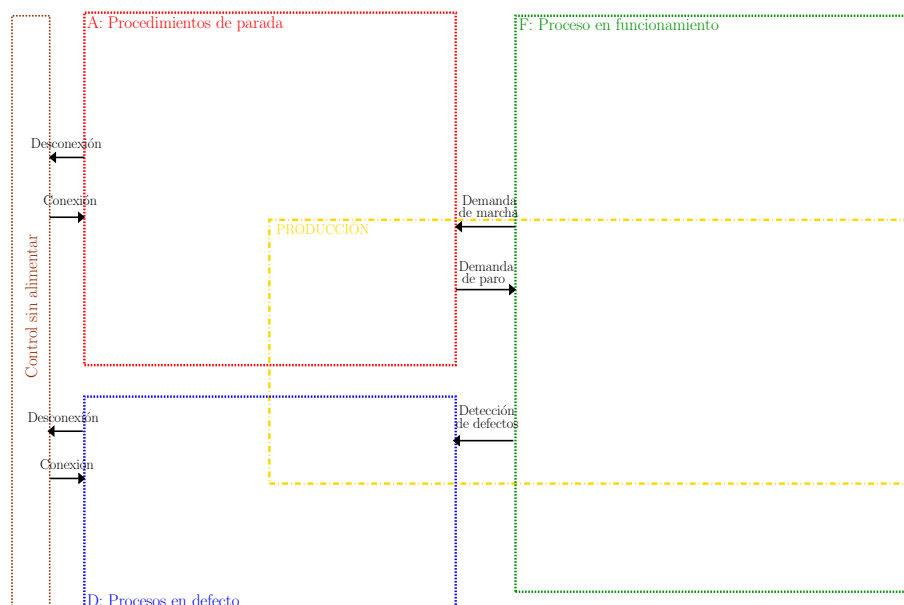 A: Procedimientos de parada
F: Proceso en funcionamiento
Desconexión
Conexión
Demanda
de marcha
PRODUCCIÓN
Demanda
de paro
Control sin alimentar
Detección
de defectos
Desconexión
Conexión
D: Procesos en defecto